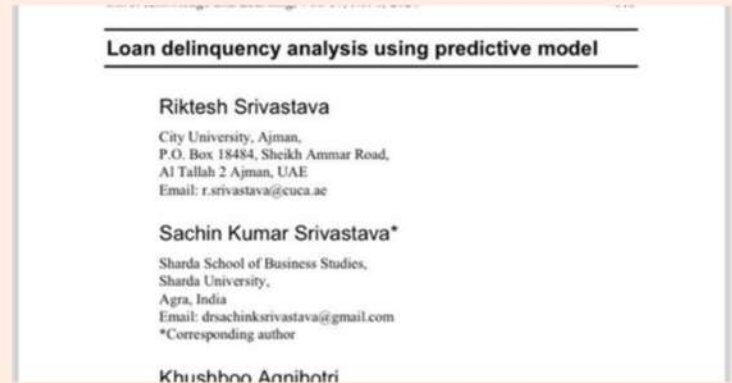 Loan delinquency analysis using predictive model
Riktesh Srivastava
City University, Ajman,
P.O. Box 18484, Sheikh Ammar Road,
Al Tallah 2 Ajman, UAE
Email: r.srivastava@cuca.ae
Sachin Kumar Srivastava*
Sharda School of Business Studies,
Sharda University,
Agra, India
Email: drsachinksrivastava@gmail.com
*Corresponding author
Khushboo Agnihotri